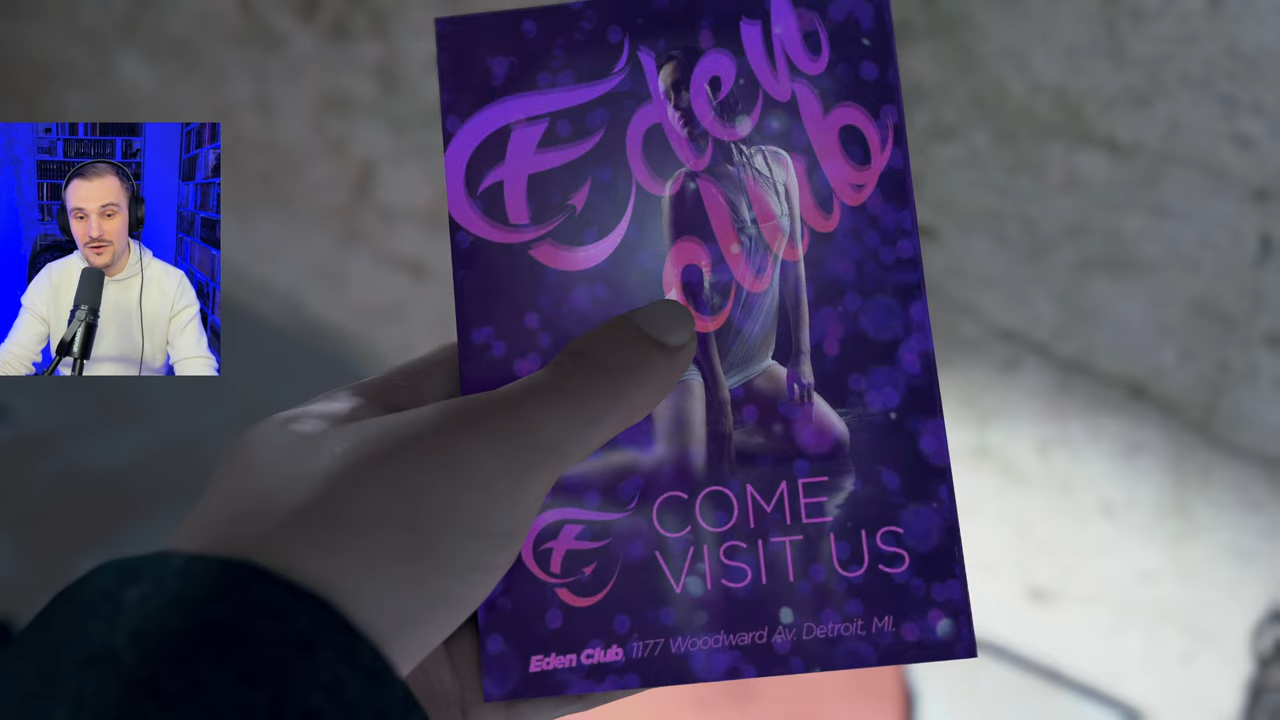 Eden
club
COME
VISIT US
Eden Club, 1177 Woodward Av. Detroit, MI.